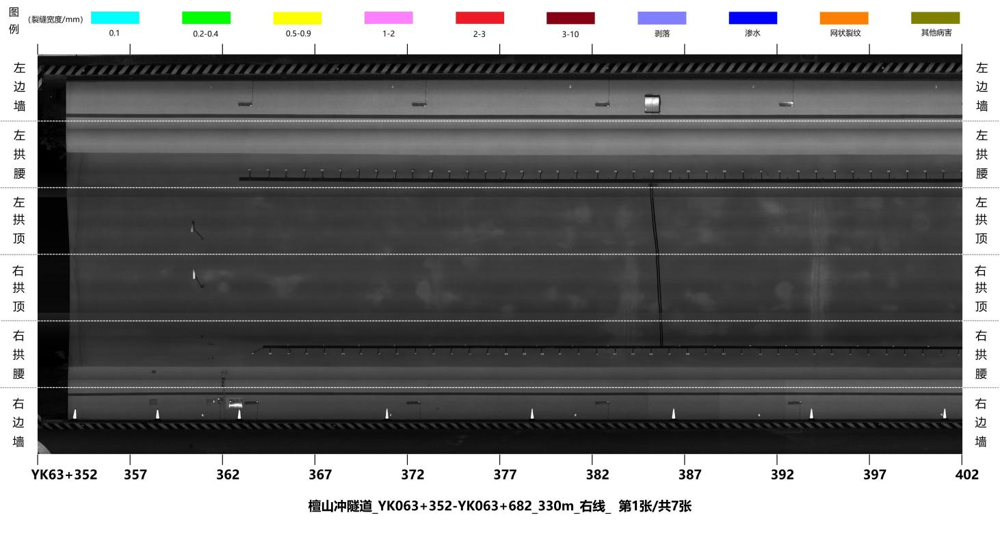 图例 (裂缝宽度/mm)
0.1 0.2-0.4 0.5-0.9 1-2 2-3 3-10 剥落 渗水 网状裂纹 其他病害
左边墙 左边墙
左拱腰 左拱腰
左拱顶 左拱顶
右拱顶 右拱顶
右拱腰 右拱腰
右边墙 右边墙
YK63+352 357 362 367 372 377 382 387 392 397 402
檀山冲隧道_YK063+352-YK063+682_330m_右线_ 第1张/共7张